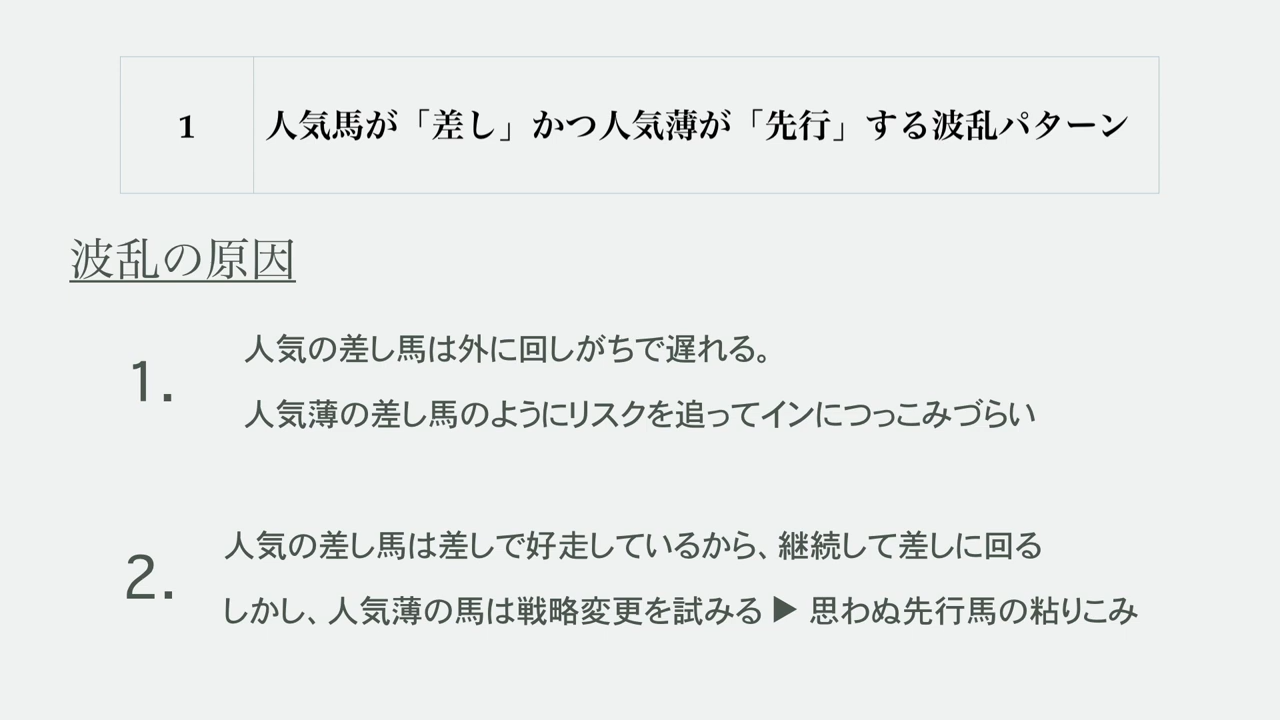 1 人気馬が「差し」かつ人気薄が「先行」する波乱パターン
波乱の原因
1.
人気の差し馬は外に回しがちで遅れる。
人気薄の差し馬のようにリスクを追ってインにつっこみづらい
2.
人気の差し馬は差しで好走しているから、継続して差しに回る
しかし、人気薄の馬は戦略変更を試みる ▶ 思わぬ先行馬の粘りこみ